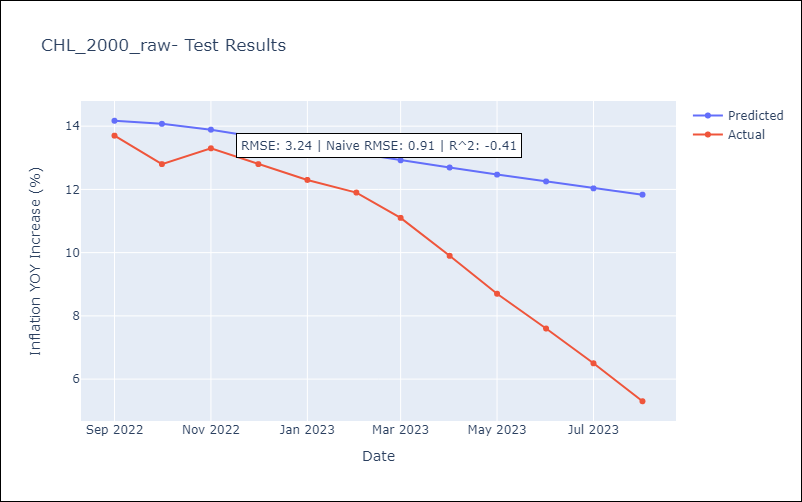 CHL_2000_raw- Test Results
Predicted
Actual
RMSE: 3.24 | Naive RMSE: 0.91 | R^2: -0.41
Inflation YOY Increase (%)
14
12
10
8
6
Sep 2022 Nov 2022 Jan 2023 Mar 2023 May 2023 Jul 2023
Date